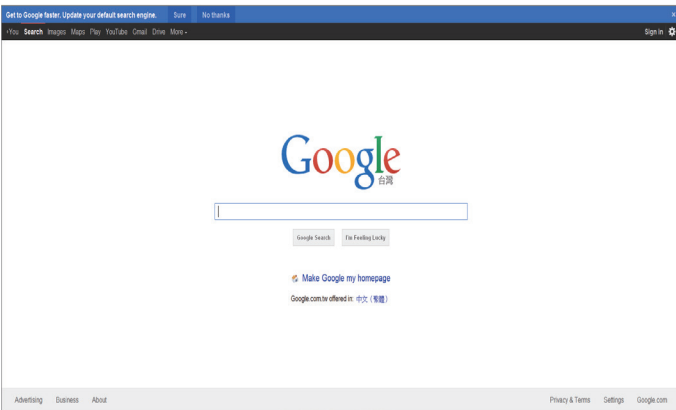 Get to Google faster. Update your default search engine. Sure No thanks ×
+You Search Images Maps Play YouTube Gmail Drive More Sign in
Google
台灣
Google Search I'm Feeling Lucky
Make Google my homepage
Google.com.tw offered in: 中文 (繁體)
Advertising Business About Privacy & Terms Settings Google.com